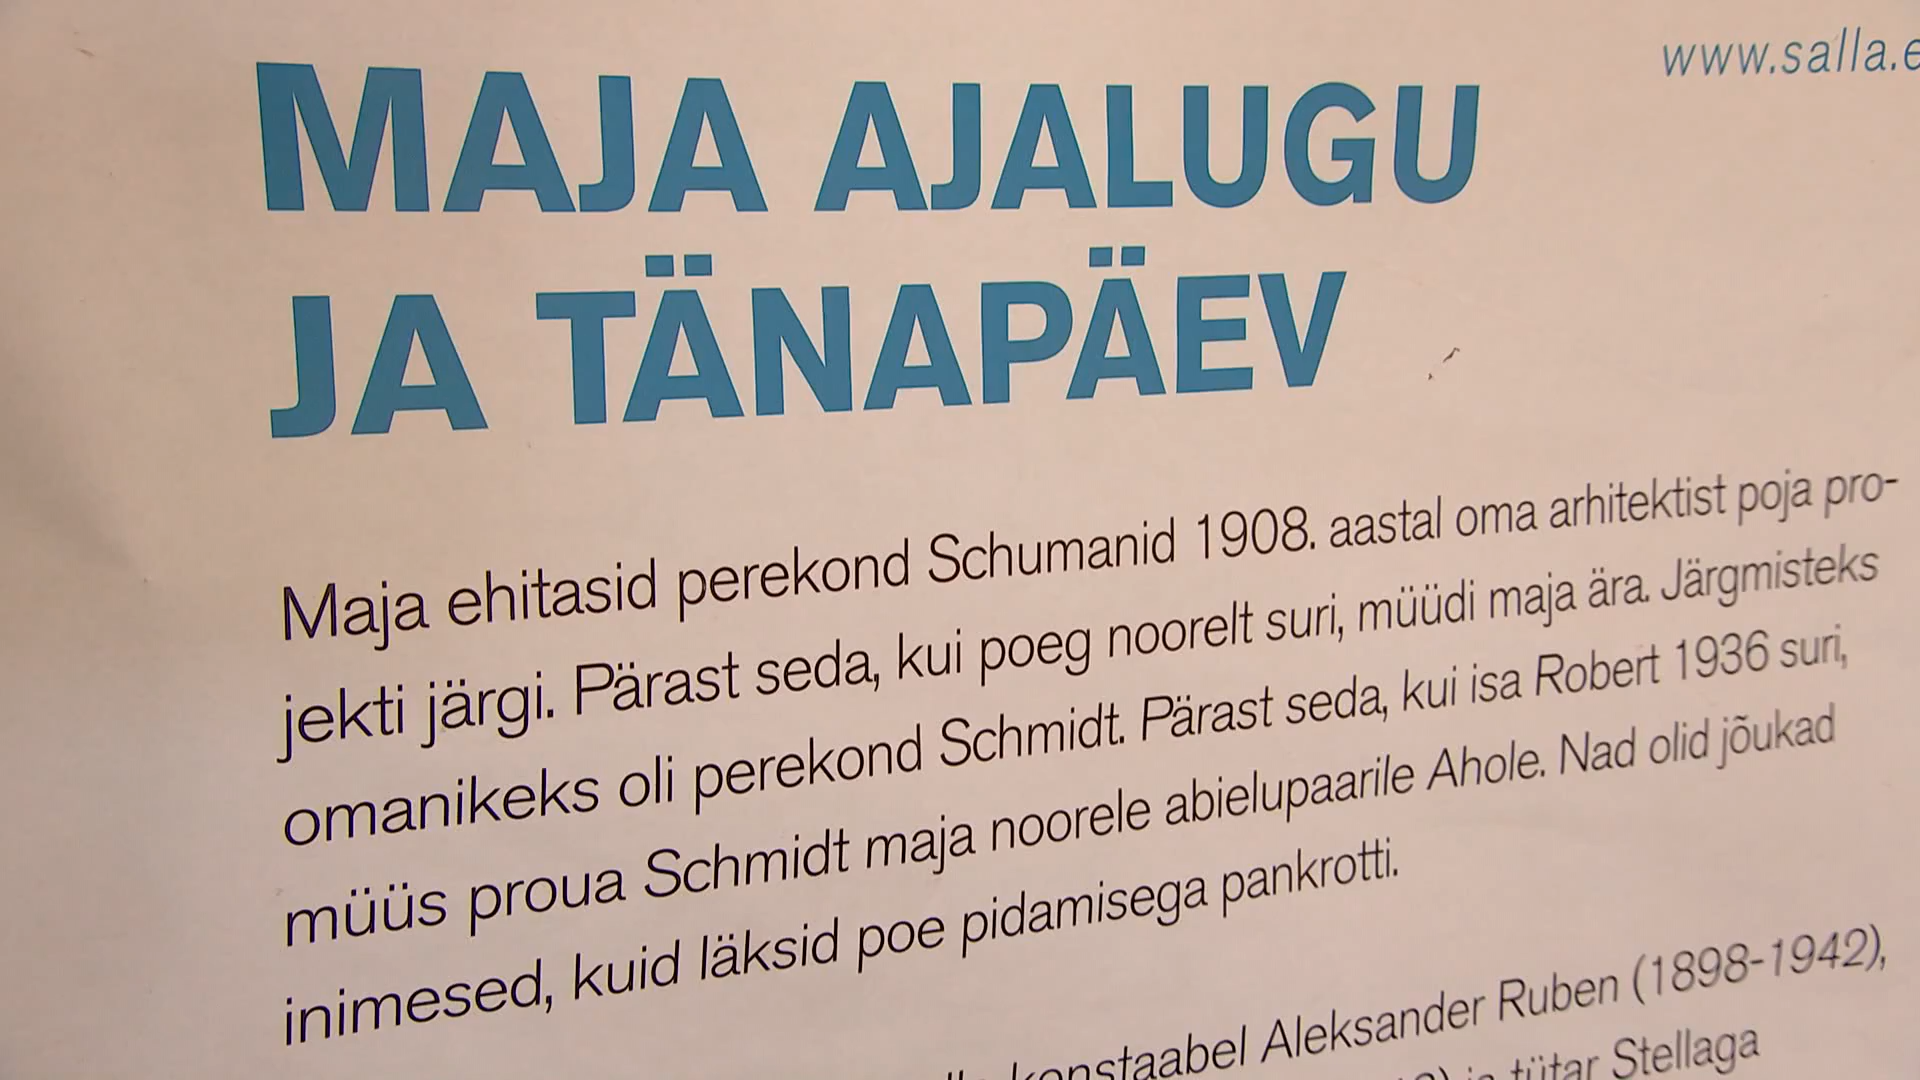 www.salla.e
MAJA AJALUGU
JA TÄNAPÄEV
Maja ehitasid perekond Schumanid 1908. aastal oma arhitektist poja pro-
jekti järgi. Pärast seda, kui poeg noorelt suri, müüdi maja ära. Järgmisteks
omanikeks oli perekond Schmidt. Pärast seda, kui isa Robert 1936 suri,
müüs proua Schmidt maja noorele abielupaarile Ahole. Nad olid jõukad
inimesed, kuid läksid poe pidamisega pankrotti.
konstaabel Aleksander Ruben (1898-1942),
ja tütar Stellaga